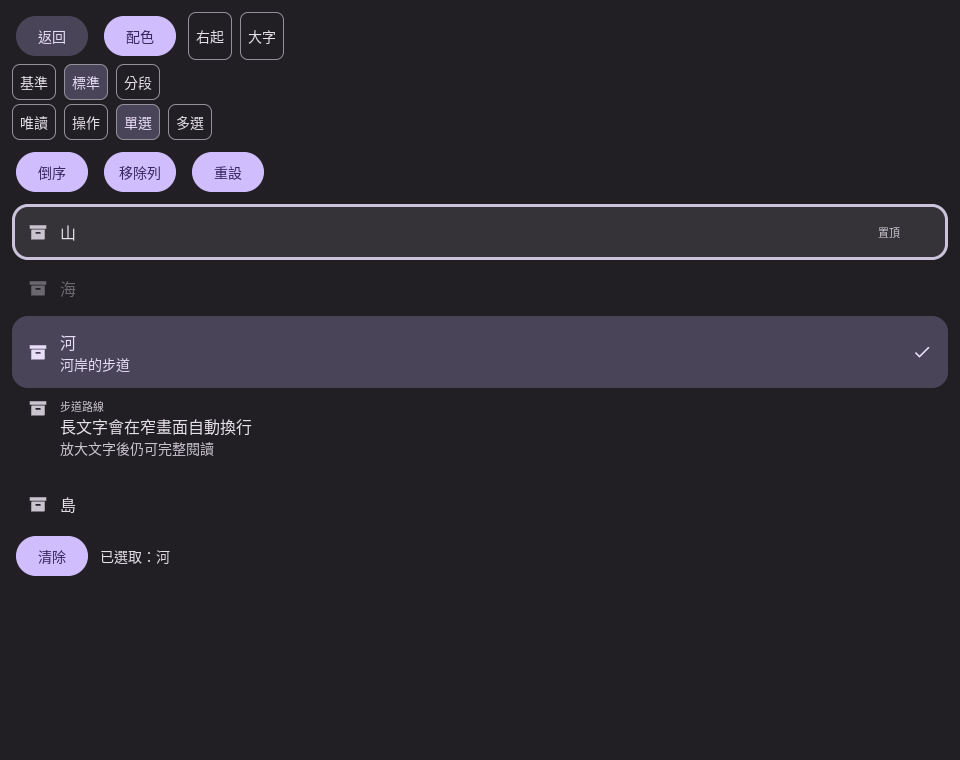 返回 配色 右起 大字
基準 標準 分段
唯讀 操作 單選 多選
倒序 移除列 重設
山 置頂
海
河
河岸的步道
步道路線
長文字會在窄畫面自動換行
放大文字後仍可完整閱讀
島
清除 已選取：河